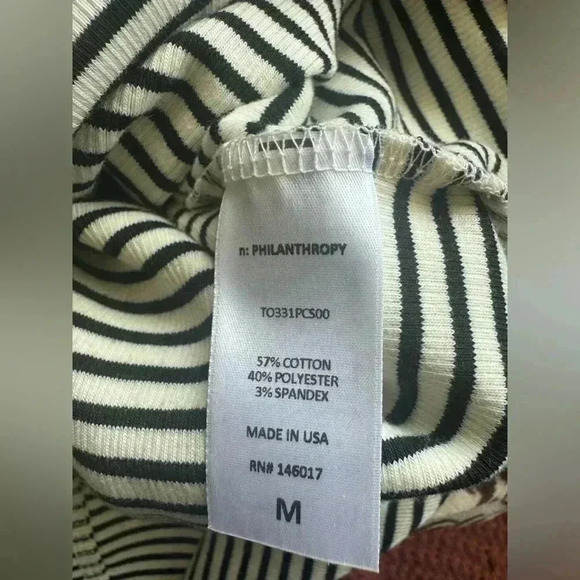 n: PHILANTHROPY
TO331PCS00
57% COTTON
40% POLYESTER
3% SPANDEX
MADE IN USA
RN# 146017
M